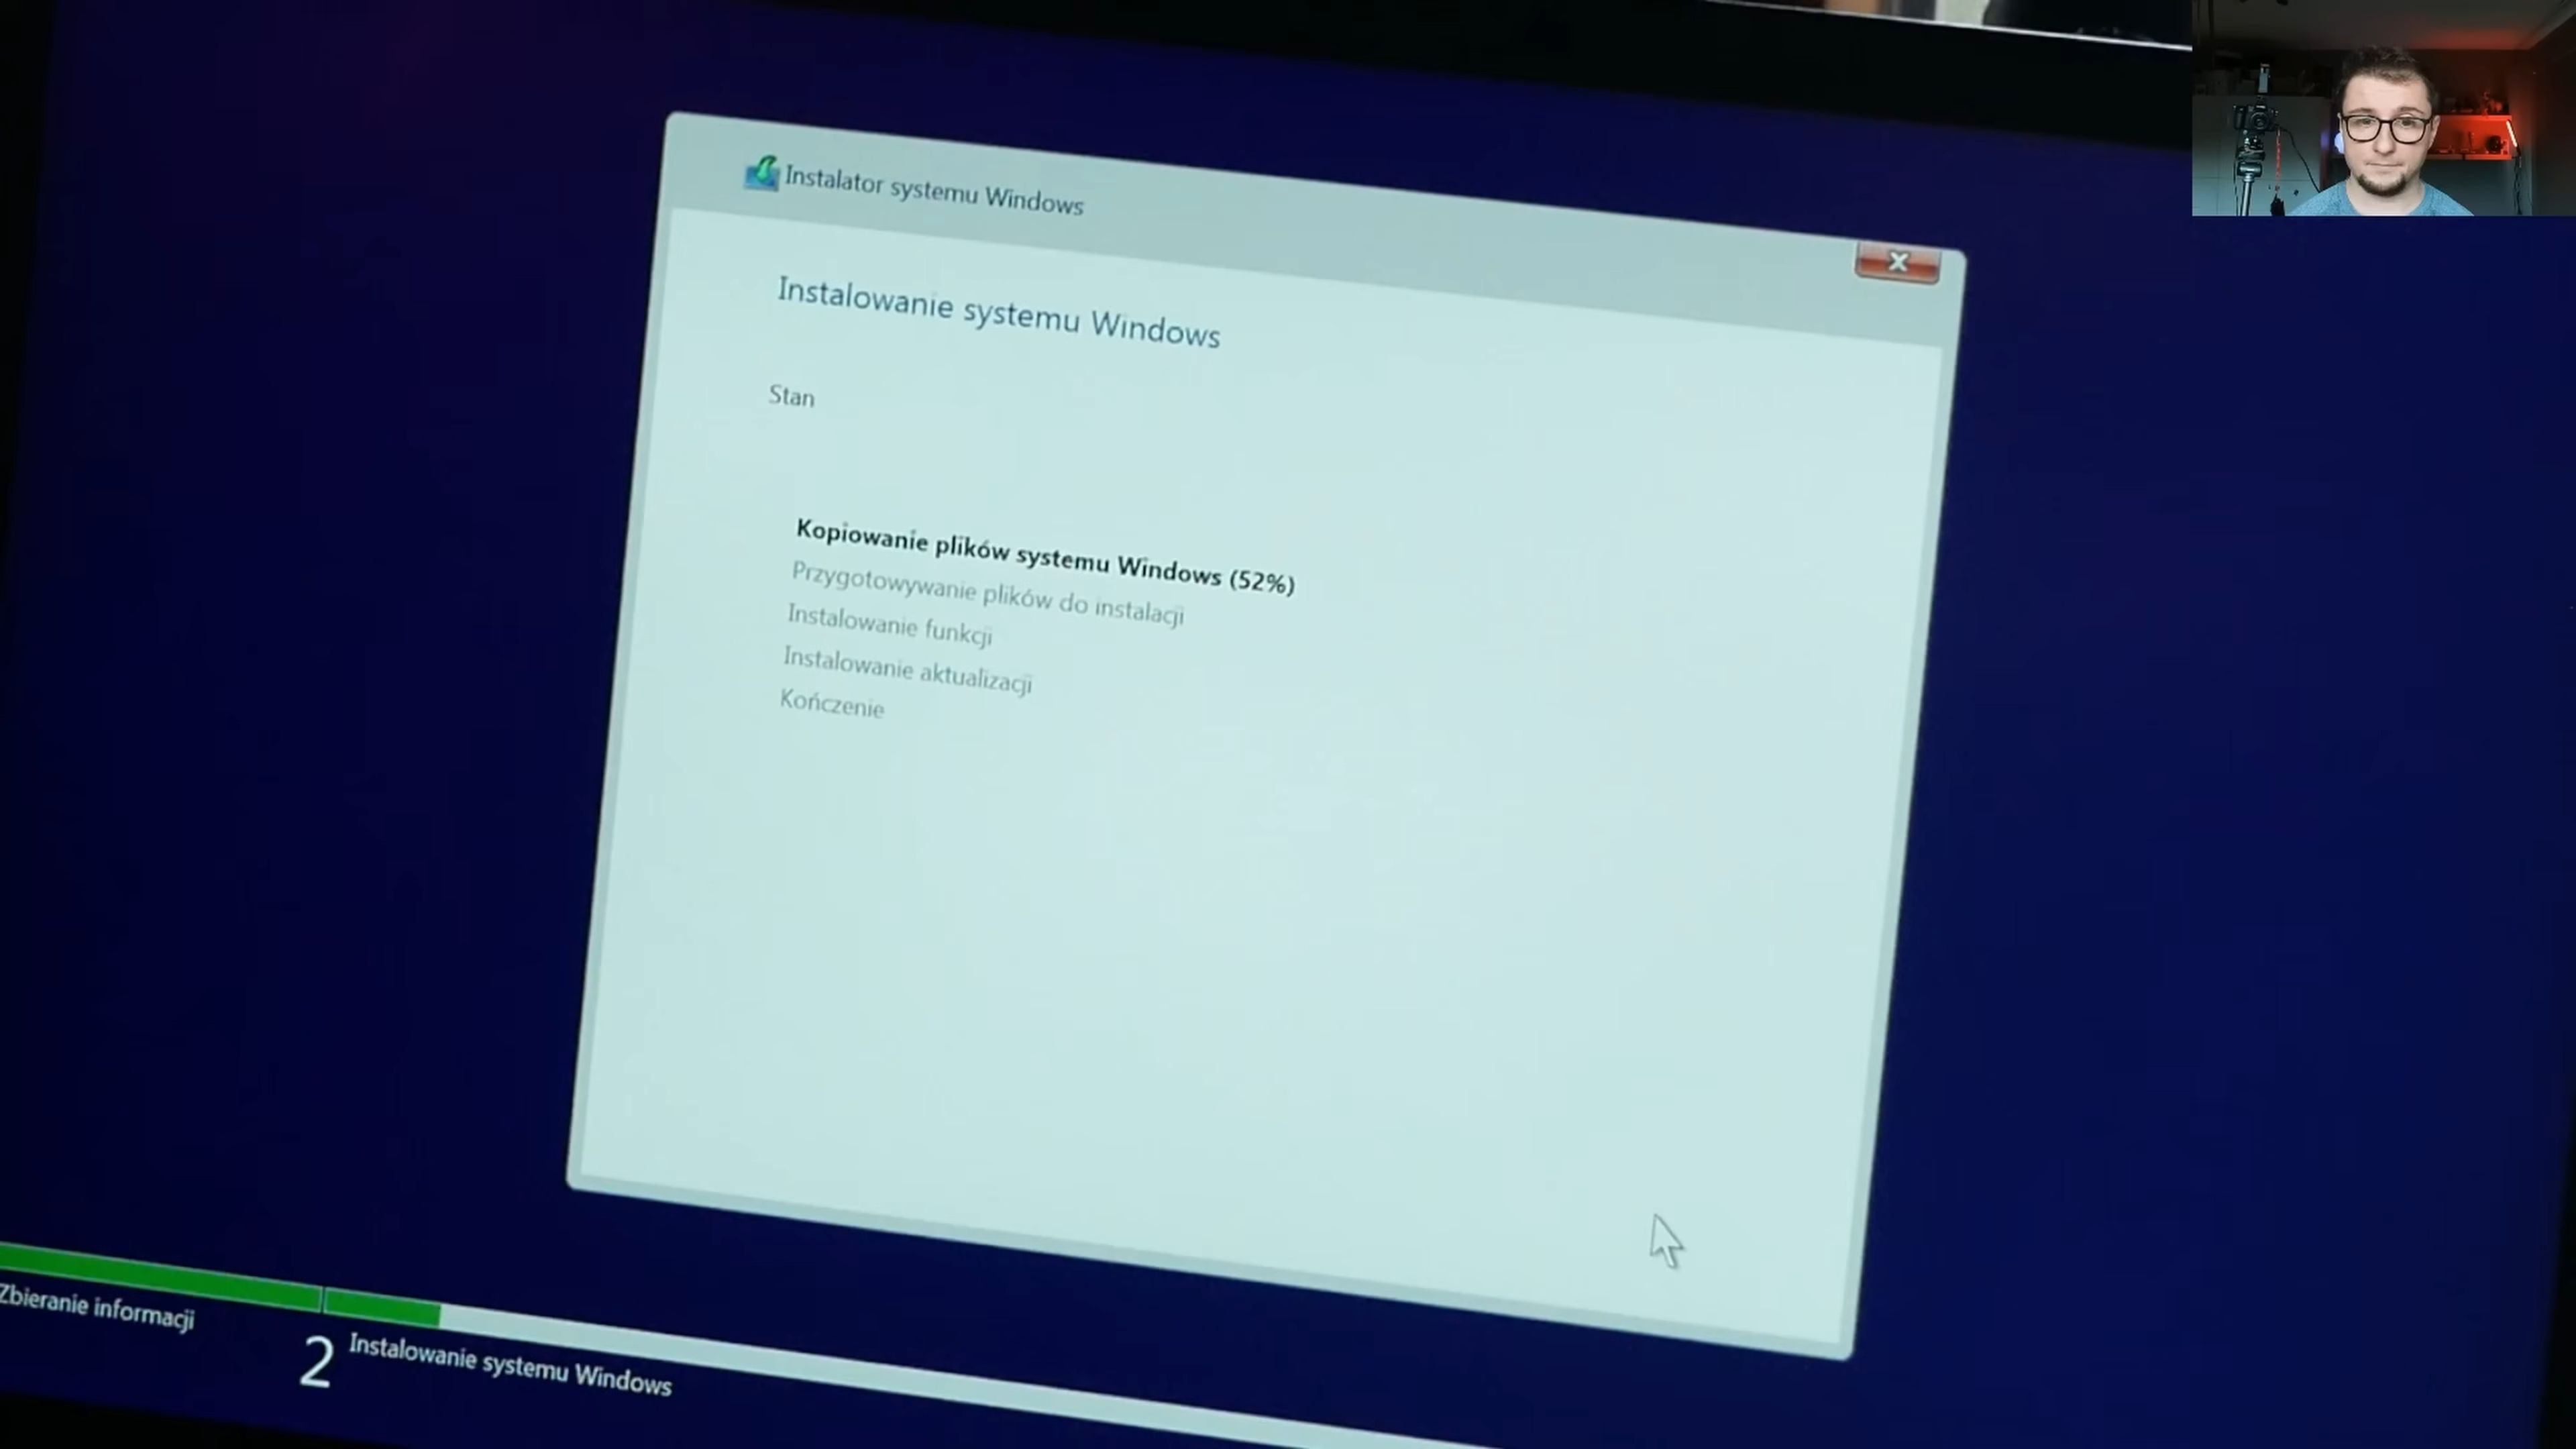 Instalator systemu Windows
Instalowanie systemu Windows
Stan
Kopiowanie plików systemu Windows (52%)
Przygotowywanie plików do instalacji
Instalowanie funkcji
Instalowanie aktualizacji
Kończenie
Zbieranie informacji
2 Instalowanie systemu Windows